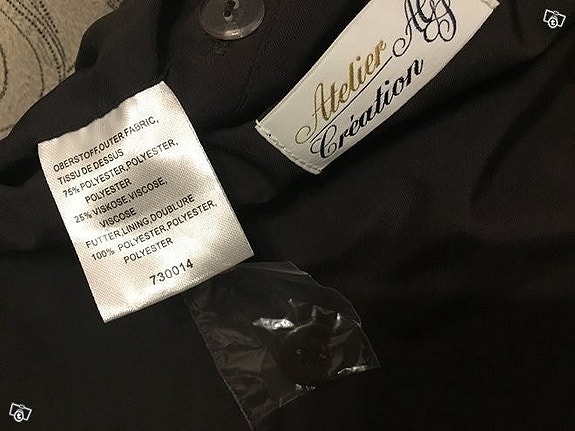 Atelier AGS
Création
OBERSTOFF,OUTER FABRIC,
TISSU DE DESSUS
75% POLYESTER,POLYESTER,
POLYESTER
25% VISKOSE,VISCOSE,
VISCOSE
FUTTER,LINING,DOUBLURE
100% POLYESTER,POLYESTER,
POLYESTER
730014